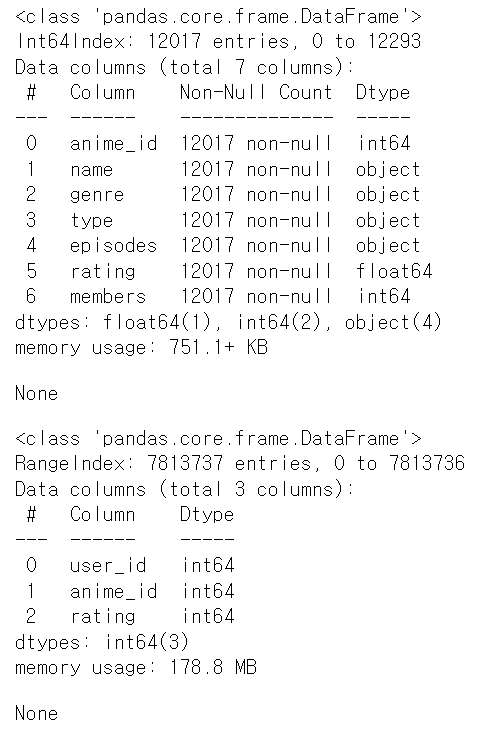 <class 'pandas.core.frame.DataFrame'>
Int64Index: 12017 entries, 0 to 12293
Data columns (total 7 columns):
 #   Column    Non-Null Count  Dtype
---  ------    --------------  -----
 0   anime_id  12017 non-null  int64
 1   name      12017 non-null  object
 2   genre     12017 non-null  object
 3   type      12017 non-null  object
 4   episodes  12017 non-null  object
 5   rating    12017 non-null  float64
 6   members   12017 non-null  int64
dtypes: float64(1), int64(2), object(4)
memory usage: 751.1+ KB
None
<class 'pandas.core.frame.DataFrame'>
RangeIndex: 7813737 entries, 0 to 7813736
Data columns (total 3 columns):
 #   Column    Dtype
---  ------    -----
 0   user_id   int64
 1   anime_id  int64
 2   rating    int64
dtypes: int64(3)
memory usage: 178.8 MB
None